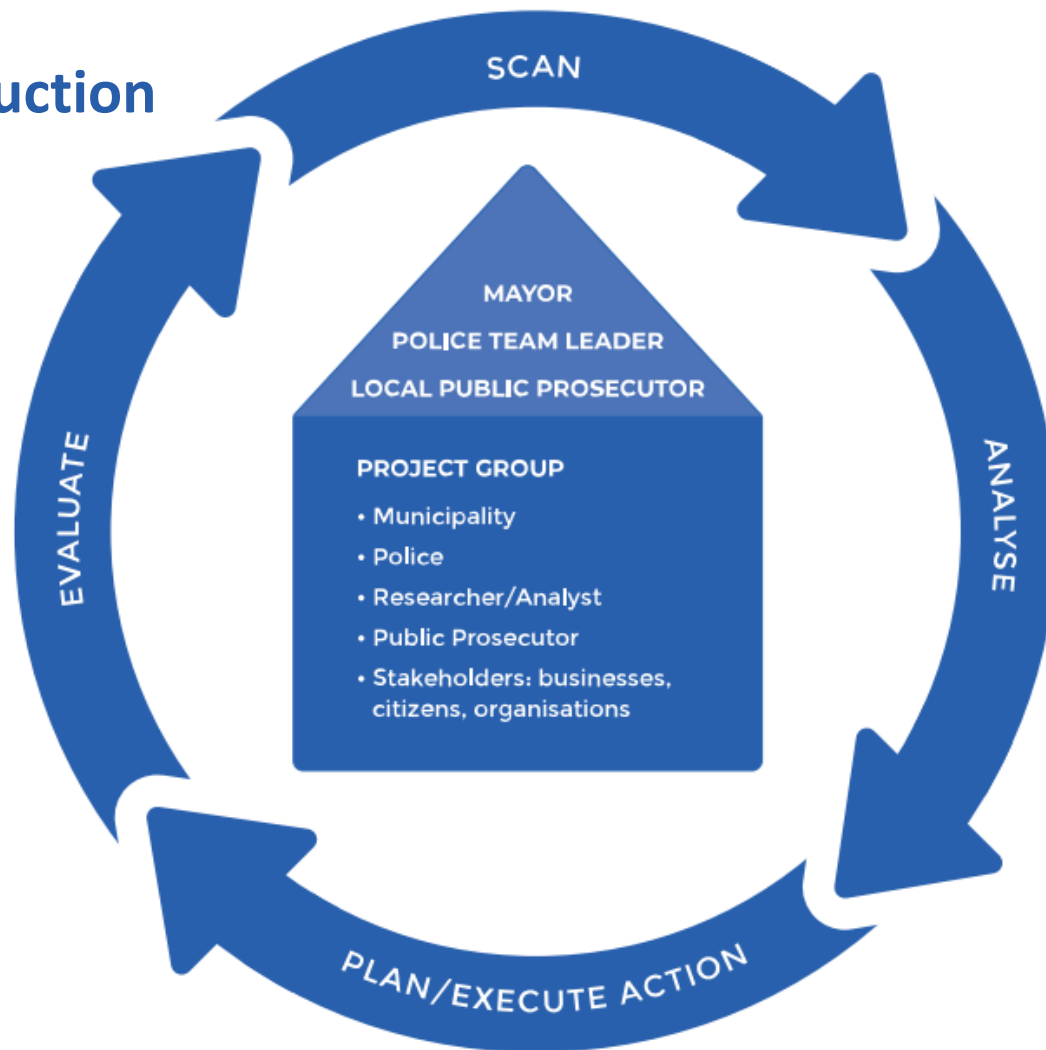 uction
SCAN
MAYOR
POLICE TEAM LEADER
LOCAL PUBLIC PROSECUTOR
PROJECT GROUP
• Municipality
• Police
• Researcher/Analyst
• Public Prosecutor
• Stakeholders: businesses,
citizens, organisations
ANALYSE
PLAN/EXECUTE ACTION
EVALUATE